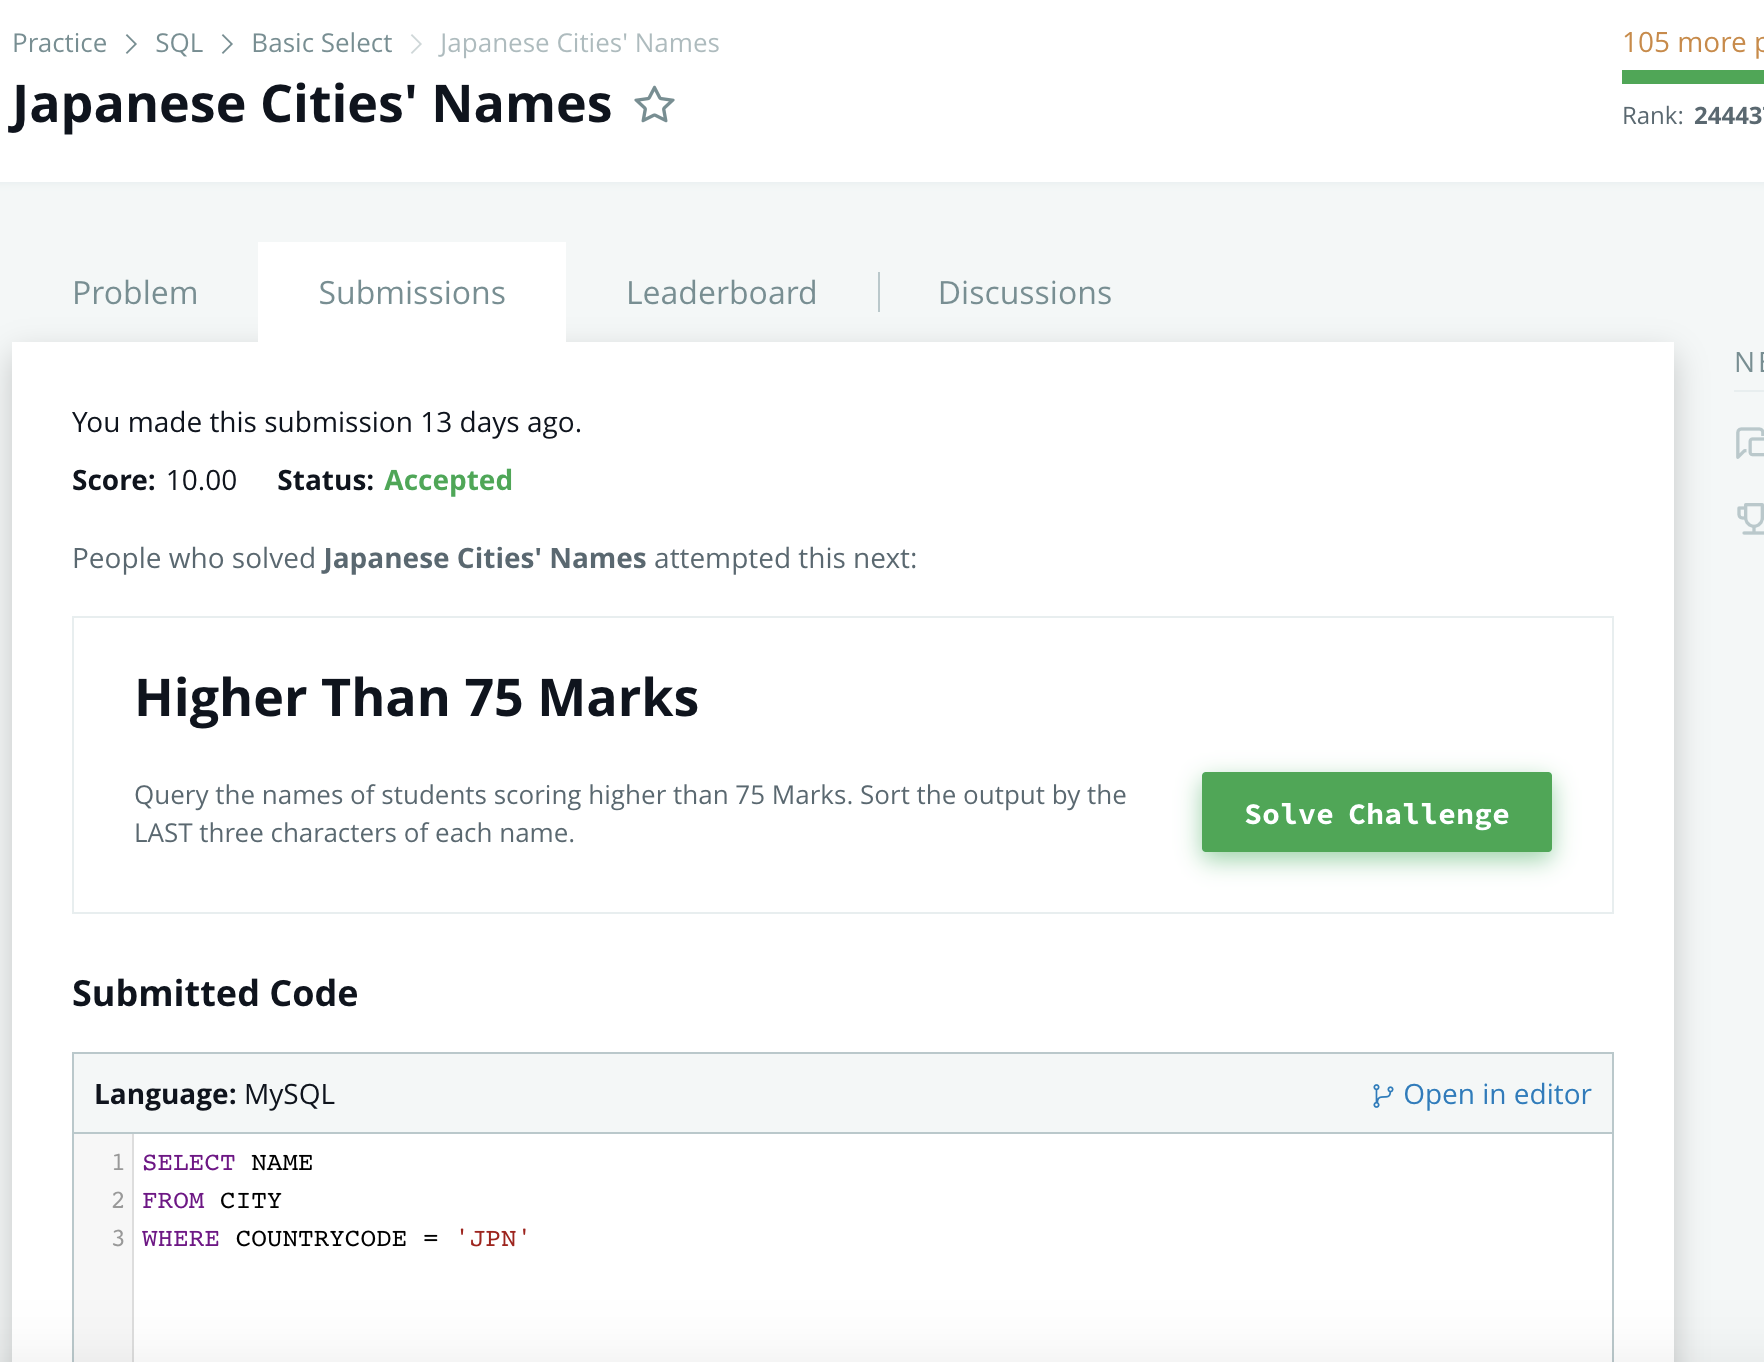 Practice > SQL > Basic Select > Japanese Cities' Names
105 more
Japanese Cities' Names
Rank: 24443
Problem
Submissions
Leaderboard
Discussions
You made this submission 13 days ago.
Score: 10.00 Status: Accepted
People who solved Japanese Cities' Names attempted this next:
Higher Than 75 Marks
Query the names of students scoring higher than 75 Marks. Sort the output by the
LAST three characters of each name.
Solve Challenge
Submitted Code
Language: MySQL
Open in editor
1 SELECT NAME
2 FROM CITY
3 WHERE COUNTRYCODE = 'JPN'